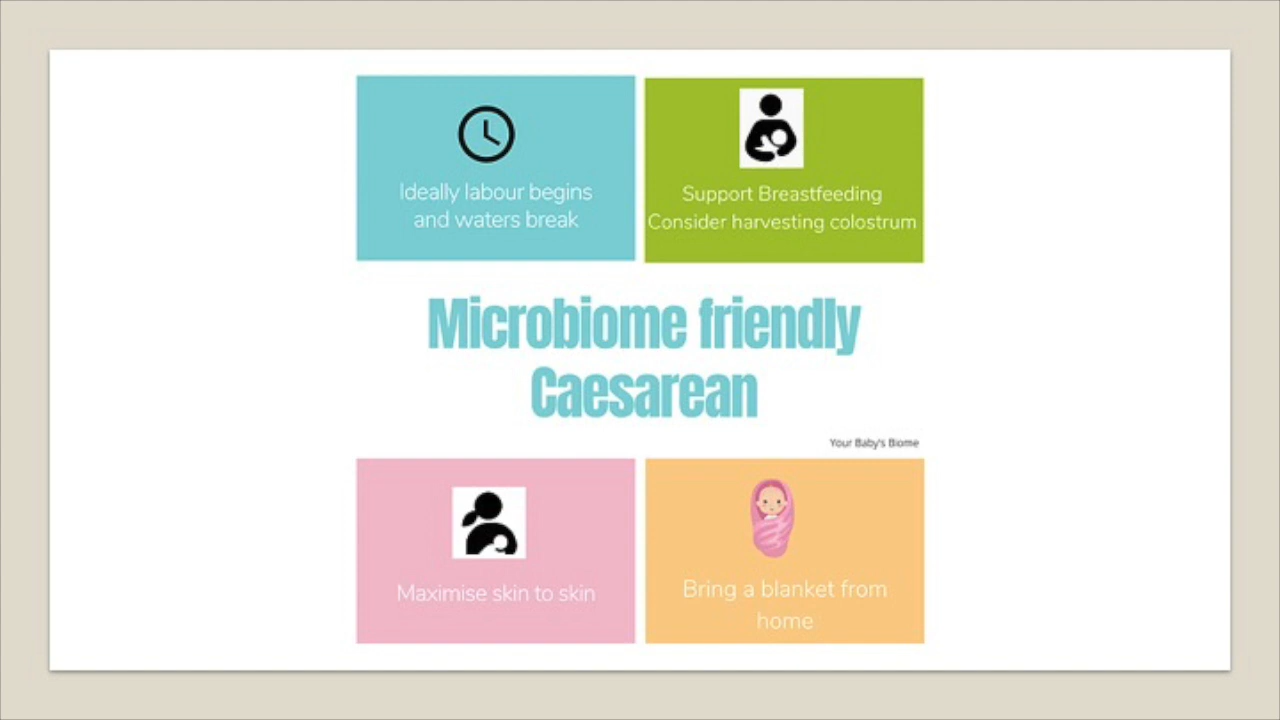 Ideally labour begins
and waters break
Support Breastfeeding
Consider harvesting colostrum
Microbiome friendly
Caesarean
Your Baby's Biome
Maximise skin to skin
Bring a blanket from
home